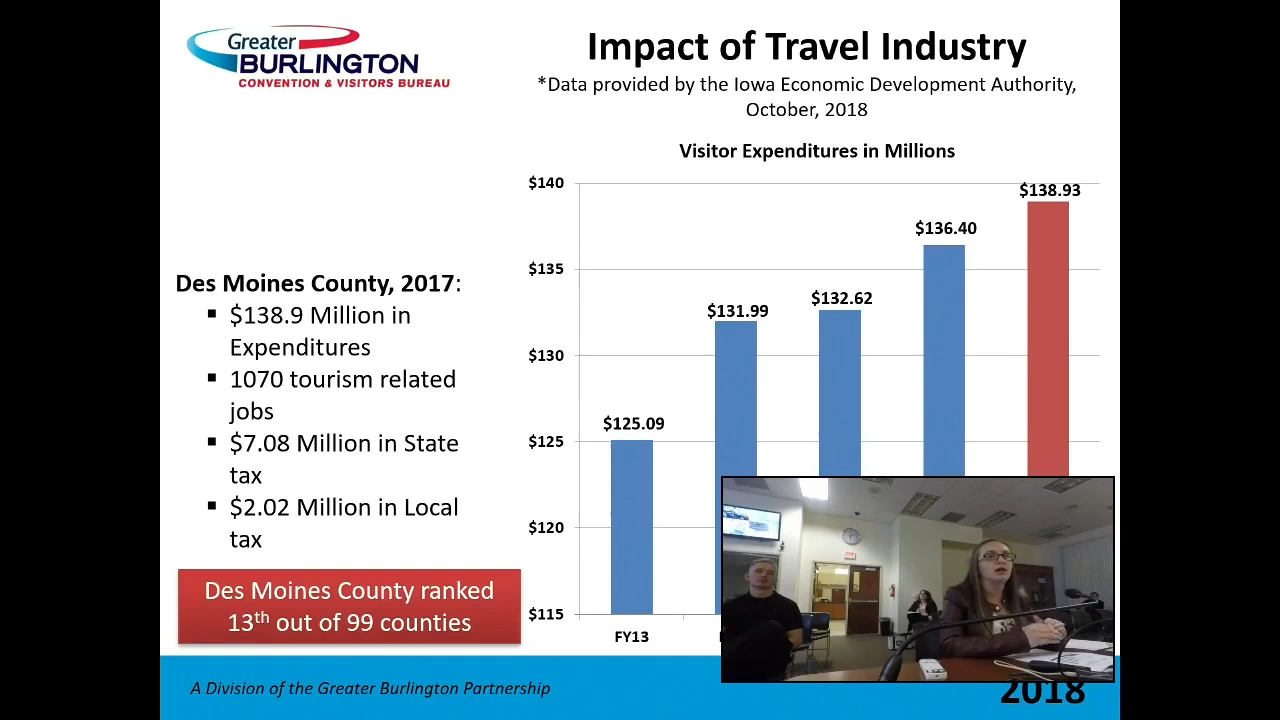 Greater
BURLINGTON
CONVENTION & VISITORS BUREAU
Impact of Travel Industry
*Data provided by the Iowa Economic Development Authority,
October, 2018
Des Moines County, 2017:
▪ $138.9 Million in
Expenditures
▪ 1070 tourism related
jobs
▪ $7.08 Million in State
tax
▪ $2.02 Million in Local
tax
Des Moines County ranked
13th out of 99 counties
Visitor Expenditures in Millions
$140
$135
$130
$125
$120
$115
$125.09
$131.99
$132.62
$136.40
$138.93
FY13
A Division of the Greater Burlington Partnership
2018